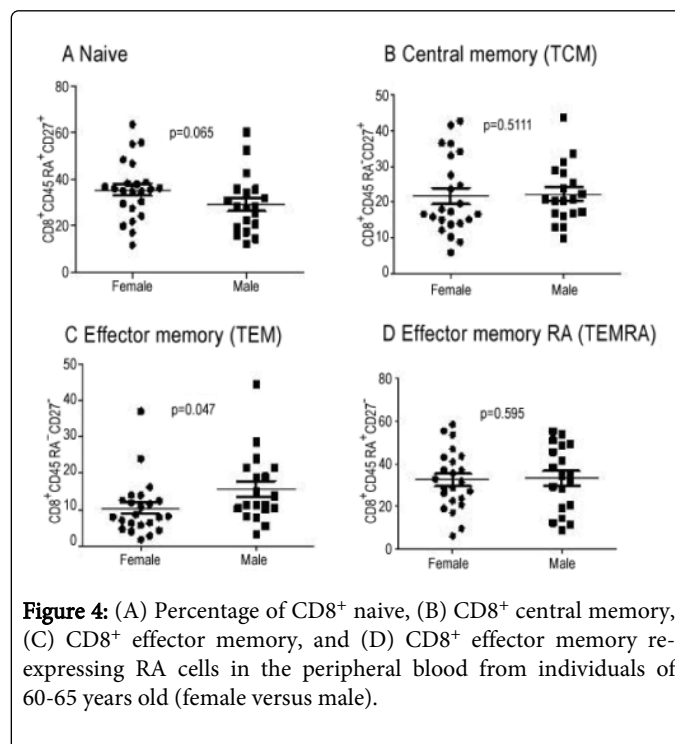 A Naive
CD8⁺CD45 RA⁺CD27⁺
80
60
40
20
0
p=0.065
Female Male
B Central memory (TCM)
CD8⁺CD45 RA⁻CD27⁺
50
40
30
20
10
0
p=0.5111
Female Male
C Effector memory (TEM)
CD8⁺CD45 RA⁻CD27⁻
50
40
30
20
10
0
p=0.047
Female Male
D Effector memory RA (TEMRA)
CD8⁺CD45 RA⁺CD27⁻
80
60
40
20
0
p=0.595
Female Male
Figure 4: (A) Percentage of CD8⁺ naive, (B) CD8⁺ central memory,
(C) CD8⁺ effector memory, and (D) CD8⁺ effector memory re-
expressing RA cells in the peripheral blood from individuals of
60-65 years old (female versus male).